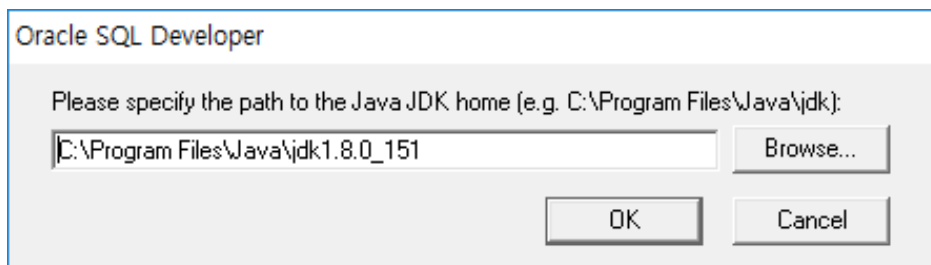 Oracle SQL Developer
Please specify the path to the Java JDK home (e.g. C:\Program Files\Java\jdk):
C:\Program Files\Java\jdk1.8.0_151
Browse...
OK
Cancel